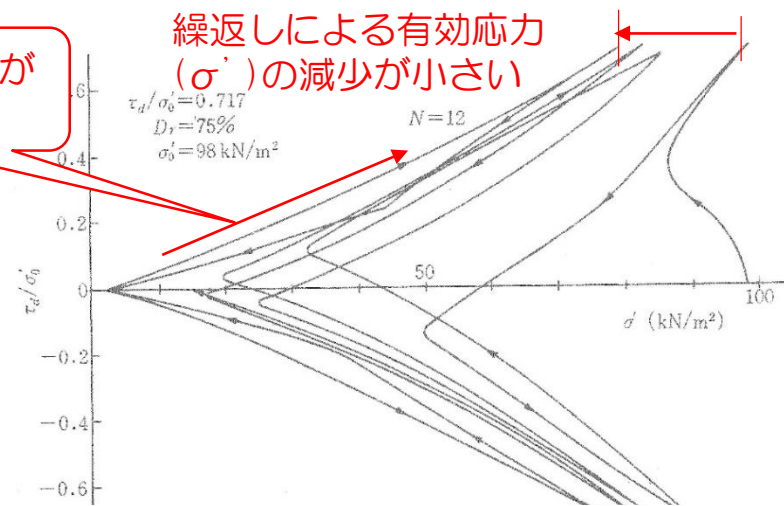 繰返しによる有効応力
(σ')の減少が小さい
が
0.6
τd/σ'0=0.717
Dr=75%
σ'0=98kN/m²
N=12
0.4
0.2
τd/σ'0
0
50
100
σ' (kN/m²)
-0.2
-0.4
-0.6